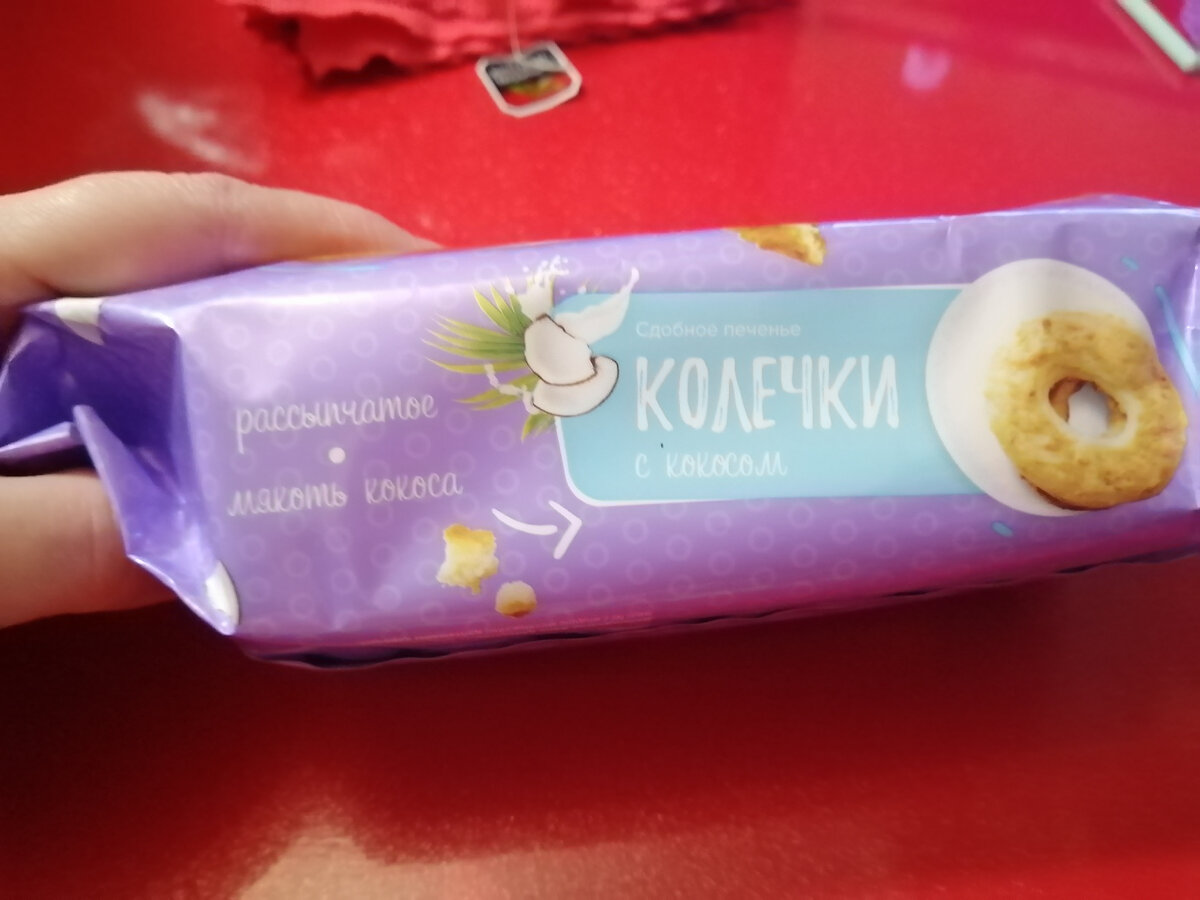 рассыпчатое
мякоть кокоса
Сдобное печенье
КОЛЕЧКИ
с кокосом